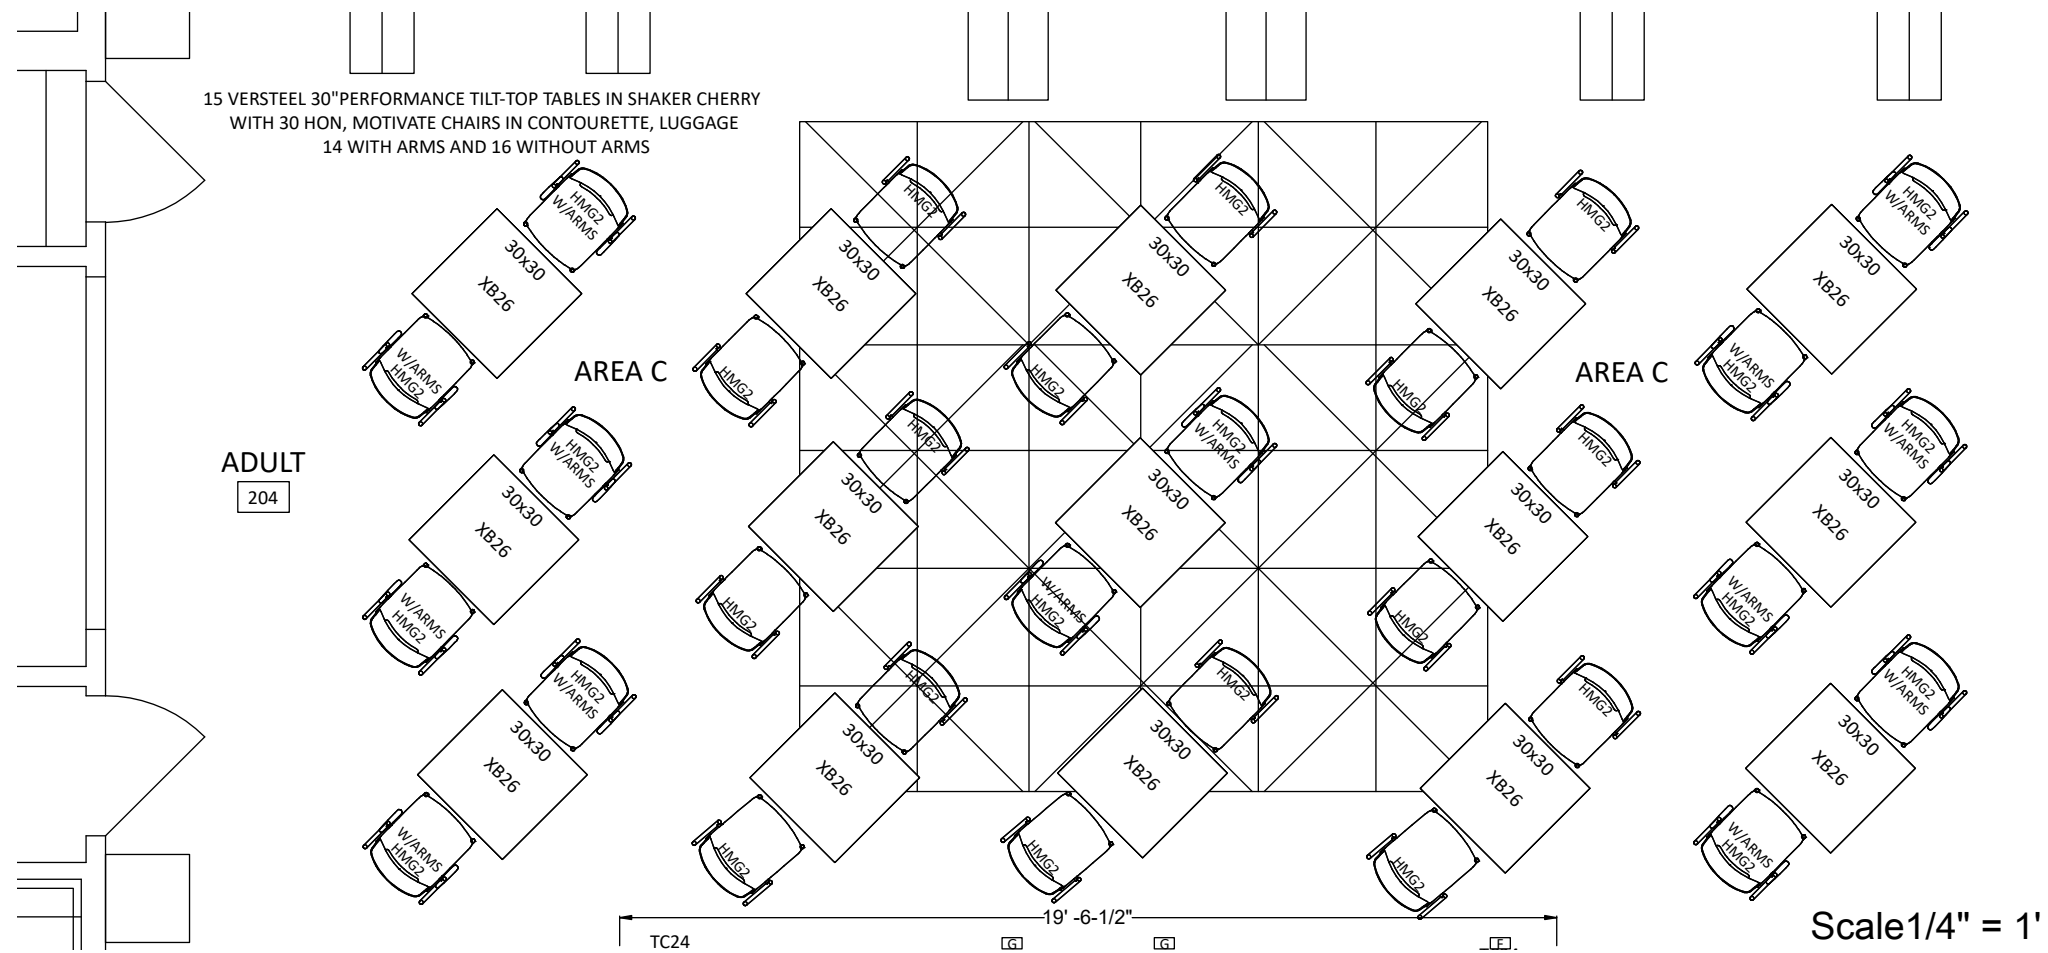 15 VERSTEEL 30"PERFORMANCE TILT-TOP TABLES IN SHAKER CHERRY
WITH 30 HON, MOTIVATE CHAIRS IN CONTOURETTE, LUGGAGE
14 WITH ARMS AND 16 WITHOUT ARMS
HMG2
W/ARMS
30x30
XB26
W/ARMS
HMG2
AREA C
HMG2
30x30
XB26
HMG2
HMG2
30x30
XB26
HMG2
HMG2
30x30
XB26
HMG2
AREA C
HMG2
W/ARMS
30x30
XB26
W/ARMS
HMG2
ADULT
204
HMG2
W/ARMS
30x30
XB26
W/ARMS
HMG2
HMG2
30x30
XB26
HMG2
HMG2
W/ARMS
30x30
XB26
W/ARMS
HMG2
HMG2
30x30
XB26
HMG2
HMG2
W/ARMS
30x30
XB26
W/ARMS
HMG2
HMG2
W/ARMS
30x30
XB26
W/ARMS
HMG2
HMG2
30x30
XB26
HMG2
HMG2
30x30
XB26
HMG2
HMG2
30x30
XB26
HMG2
HMG2
W/ARMS
30x30
XB26
W/ARMS
HMG2
19' -6-1/2"
TC24
G
G
F
Scale1/4" = 1'